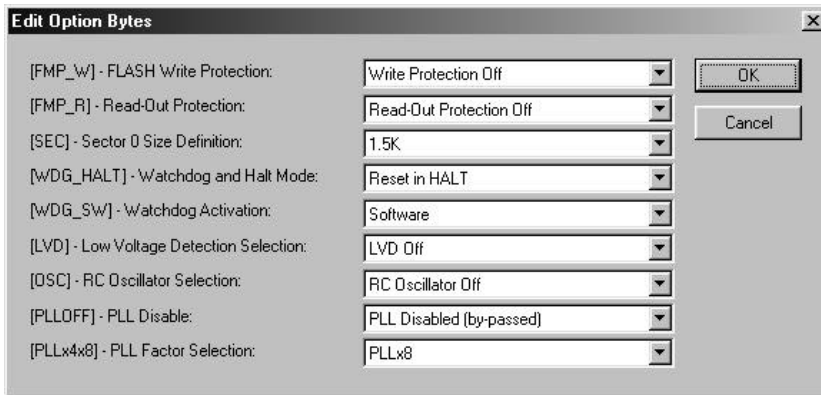 Edit Option Bytes
[FMP_W] - FLASH Write Protection: Write Protection Off OK
[FMP_R] - Read-Out Protection: Read-Out Protection Off
Cancel
[SEC] - Sector 0 Size Definition: 1.5K
[WDG_HALT] - Watchdog and Halt Mode: Reset in HALT
[WDG_SW] - Watchdog Activation: Software
[LVD] - Low Voltage Detection Selection: LVD Off
[OSC] - RC Oscillator Selection: RC Oscillator Off
[PLLOFF] - PLL Disable: PLL Disabled (by-passed)
[PLLx4x8] - PLL Factor Selection: PLLx8